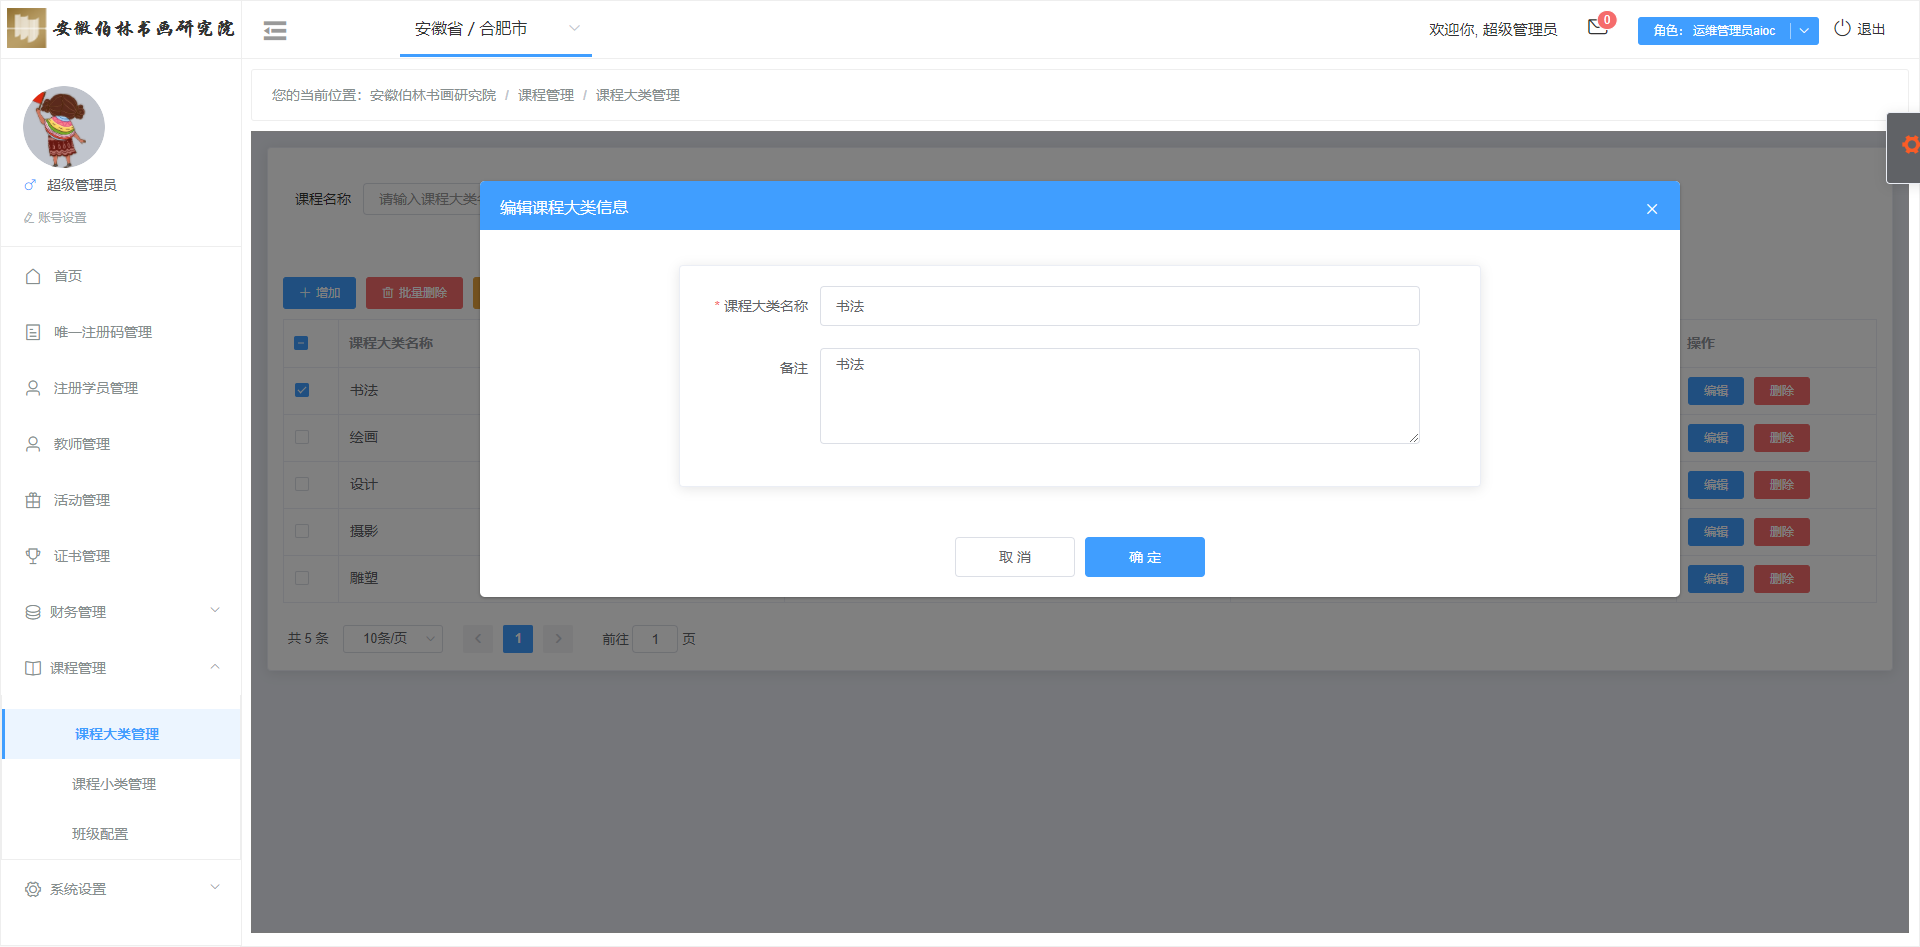 安徽伯林书画研究院
安徽省 / 合肥市
欢迎你, 超级管理员
0
角色： 运维管理员aioc
退出
超级管理员
账号设置
首页
唯一注册码管理
注册学员管理
教师管理
活动管理
证书管理
财务管理
课程管理
课程大类管理
课程小类管理
班级配置
系统设置
您的当前位置：安徽伯林书画研究院 / 课程管理 / 课程大类管理
课程名称 请输入课程大类
增加 批量删除
课程大类名称 操作
书法 编辑 删除
绘画 编辑 删除
设计 编辑 删除
摄影 编辑 删除
雕塑 编辑 删除
共 5 条 10条/页 1 前往 1 页
编辑课程大类信息
* 课程大类名称 书法
备注 书法
取 消 确 定